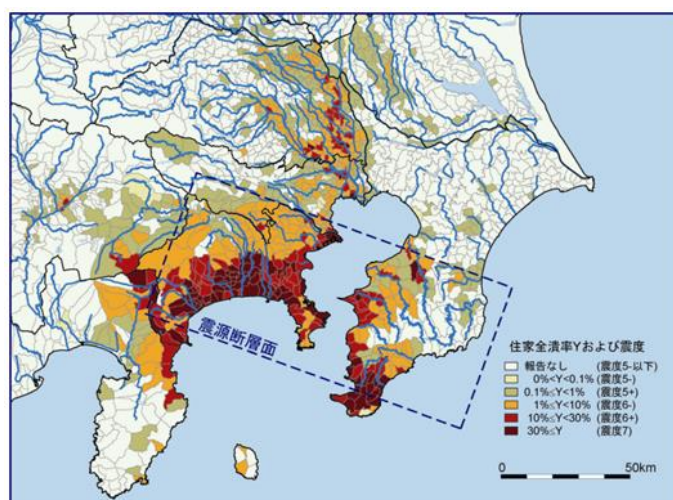 震源断層面
住家全潰率Yおよび震度
報告なし (震度5-以下)
0%<Y<0.1% (震度5-)
0.1%≤Y<1% (震度5+)
1%≤Y<10% (震度6-)
10%≤Y<30% (震度6+)
30%≤Y (震度7)
0 50km